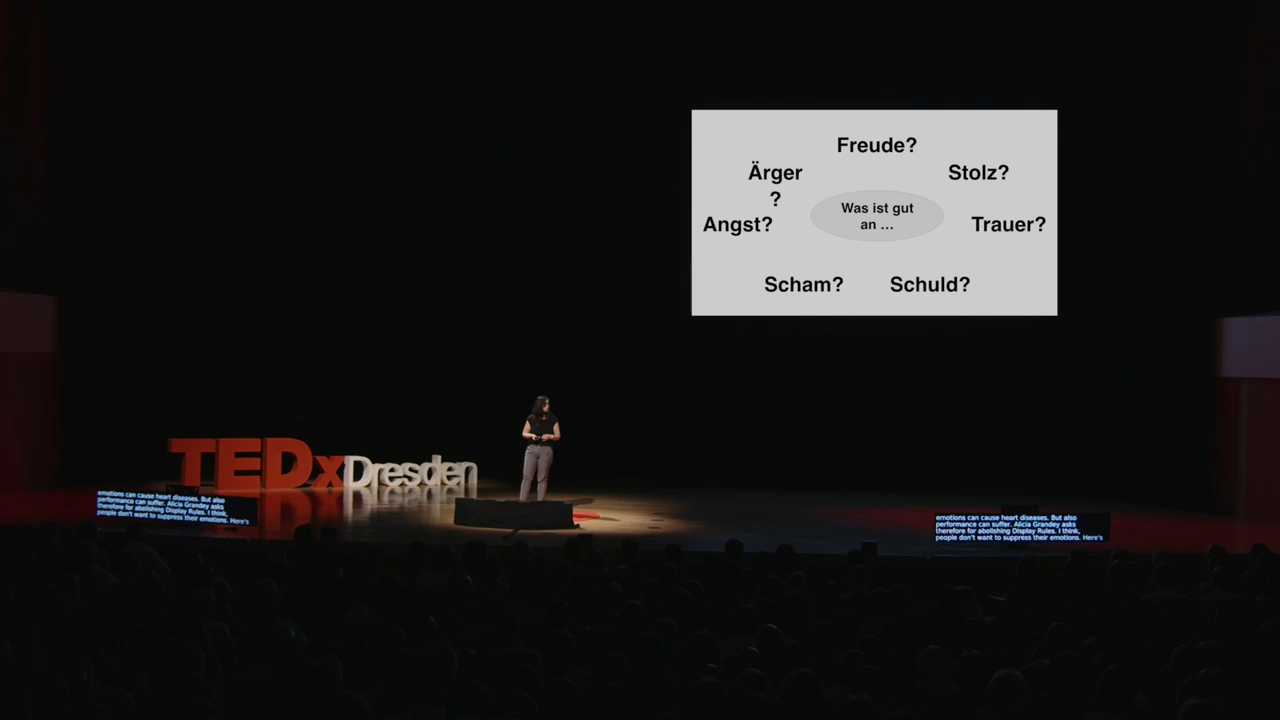 Freude?
Ärger
?
Stolz?
Was ist gut
an …
Angst?
Trauer?
Scham?
Schuld?
TEDxDresden
emotions can cause heart diseases. But also
performance can suffer. Alicia Grandey asks
therefore for abolishing Display Rules. I think,
people don't want to suppress their emotions. Here's
emotions can cause heart diseases. But also
performance can suffer. Alicia Grandey asks
therefore for abolishing Display Rules. I think,
people don't want to suppress their emotions. Here's